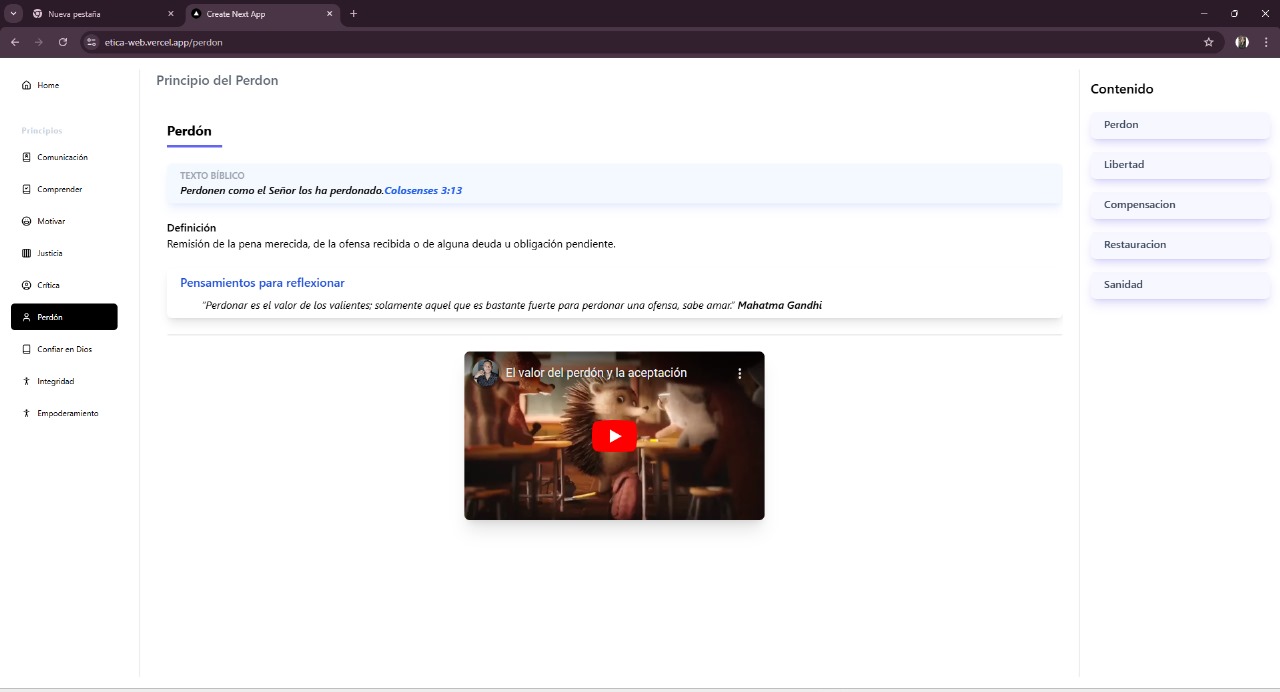 Nueva pestaña
Create Next App
etica-web.vercel.app/perdon
Home
Principios
Comunicación
Comprender
Motivar
Justicia
Crítica
Perdón
Confiar en Dios
Integridad
Empoderamiento
Principio del Perdon
Perdón
TEXTO BÍBLICO
Perdonen como el Señor los ha perdonado.Colosenses 3:13
Definición
Remisión de la pena merecida, de la ofensa recibida o de alguna deuda u obligación pendiente.
Pensamientos para reflexionar
"Perdonar es el valor de los valientes; solamente aquel que es bastante fuerte para perdonar una ofensa, sabe amar." Mahatma Gandhi
El valor del perdón y la aceptación
Contenido
Perdon
Libertad
Compensacion
Restauracion
Sanidad